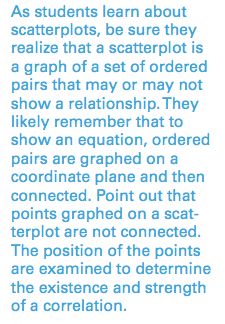 As students learn about
scatterplots, be sure they
realize that a scatterplot is
a graph of a set of ordered
pairs that may or may not
show a relationship. They
likely remember that to
show an equation, ordered
pairs are graphed on a
coordinate plane and then
connected. Point out that
points graphed on a scat-
terplot are not connected.
The position of the points
are examined to determine
the existence and strength
of a correlation.